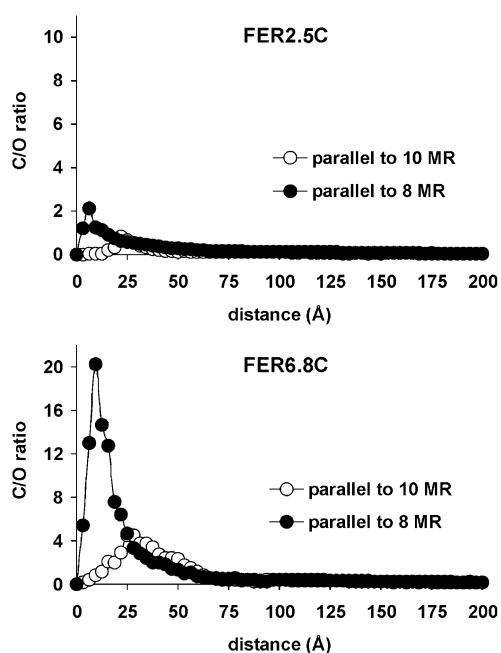 FER2.5C
10
8
6
4
2
0
C/O ratio
parallel to 10 MR
parallel to 8 MR
0 25 50 75 100 125 150 175 200
distance (Å)
FER6.8C
20
16
12
8
4
0
C/O ratio
parallel to 10 MR
parallel to 8 MR
0 25 50 75 100 125 150 175 200
distance (Å)